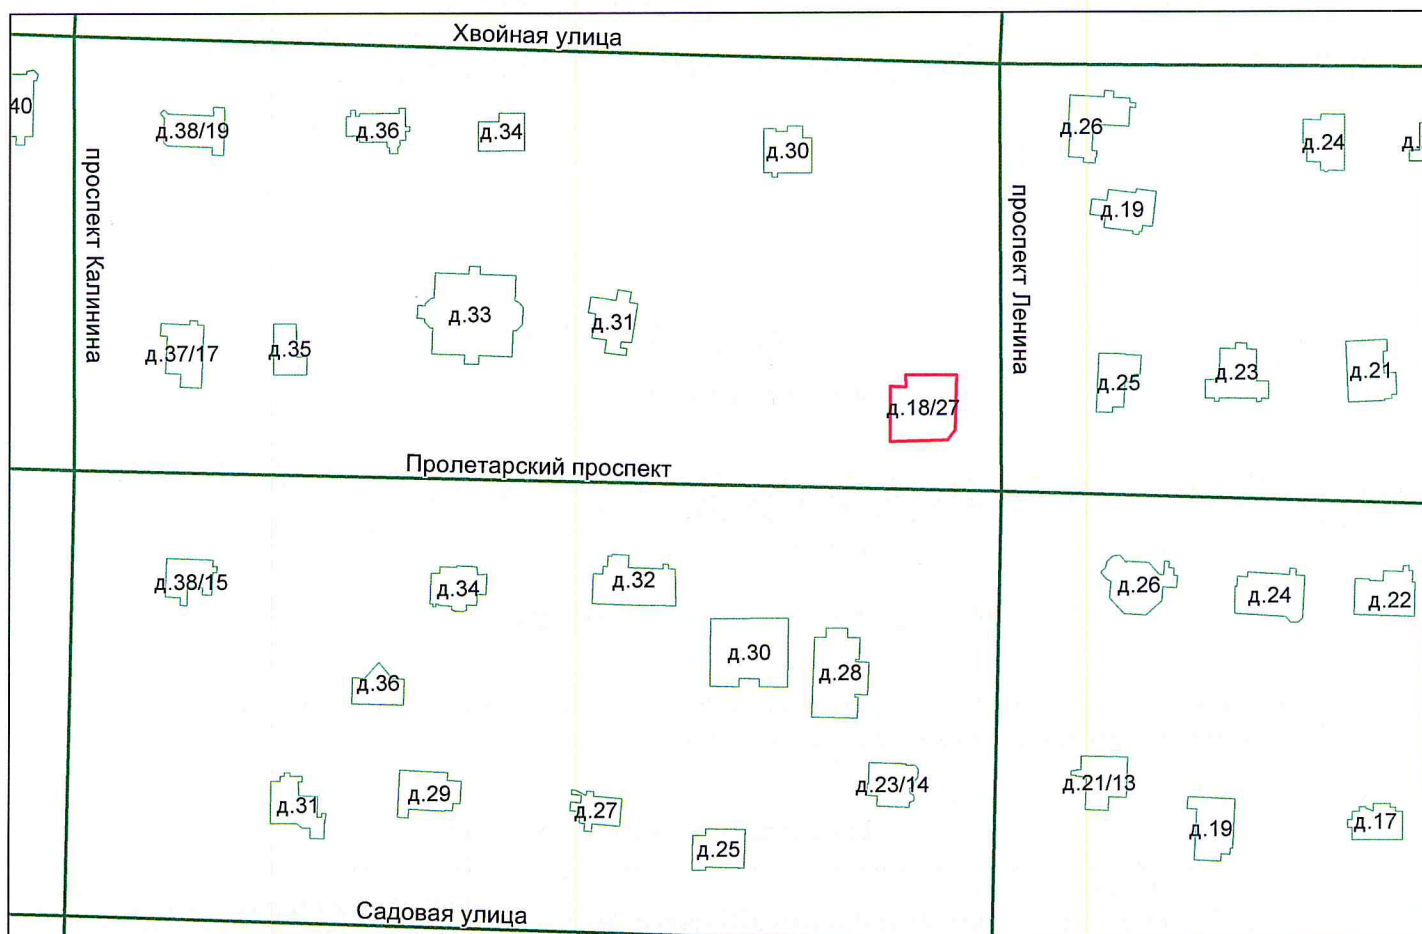 Хвойная улица
40
д.38/19
д.36
д.34
д.30
д.26
д.24
д.
проспект Калинина
проспект Ленина
д.19
д.33
д.31
д.37/17
д.35
д.25
д.23
д.21
д.18/27
Пролетарский проспект
д.38/15
д.34
д.32
д.26
д.24
д.22
д.36
д.30
д.28
д.31
д.29
д.27
д.25
д.23/14
д.21/13
д.19
д.17
Садовая улица